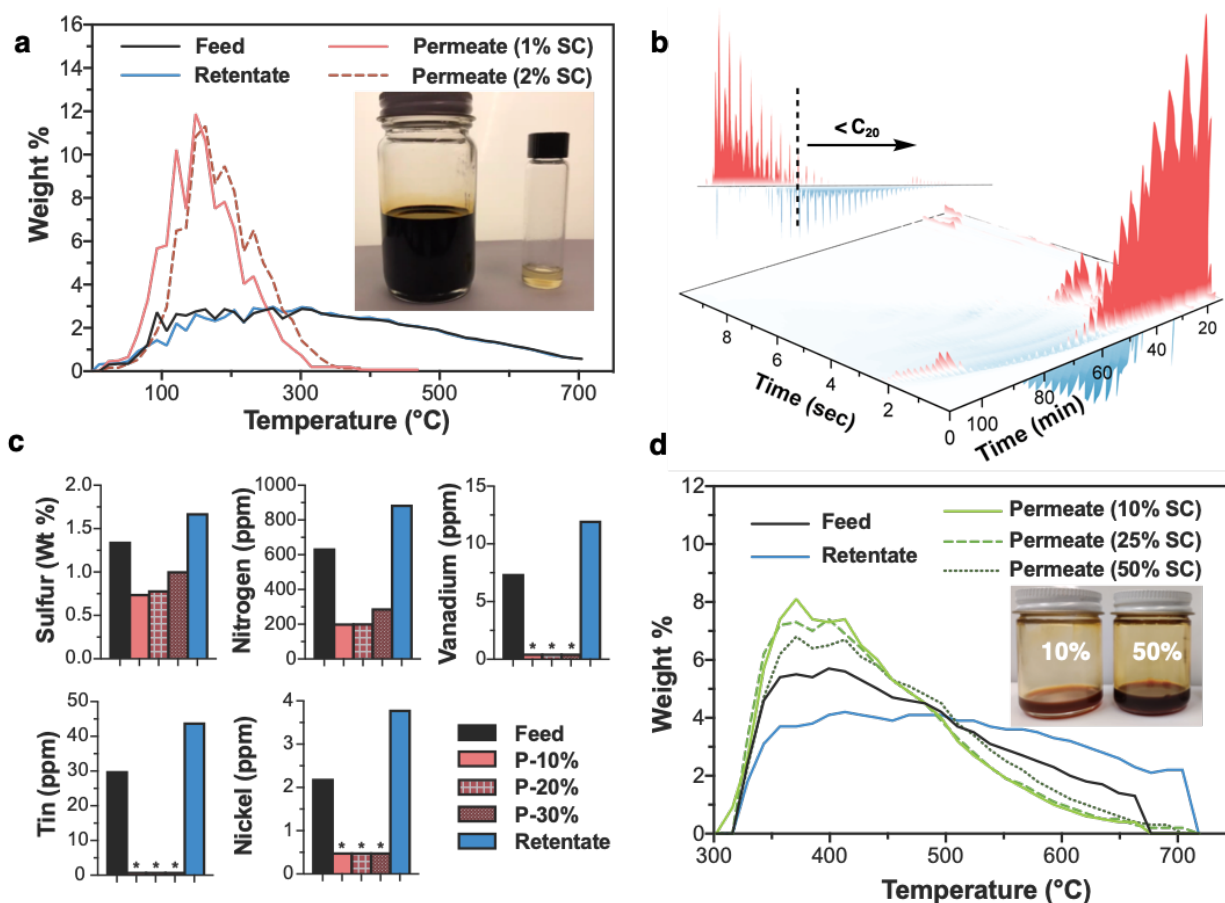 a
16
14
12
10
8
6
4
2
0
Weight %
Feed
Retentate
Permeate (1% SC)
Permeate (2% SC)
100
300
500
700
Temperature (°C)
b
< C20
8
6
4
2
0
Time (sec)
100
80
60
40
20
Time (min)
c
Sulfur (Wt %)
2.0
1.5
1.0
0.5
0.0
Nitrogen (ppm)
1000
800
600
400
200
0
Vanadium (ppm)
15
10
5
0
* * *
Tin (ppm)
40
30
20
10
0
50
* * *
Nickel (ppm)
4
3
2
1
0
* * *
Feed
P-10%
P-20%
P-30%
Retentate
d
12
10
8
6
4
2
0
Weight %
Feed
Retentate
Permeate (10% SC)
Permeate (25% SC)
Permeate (50% SC)
10%
50%
300
400
500
600
700
Temperature (°C)